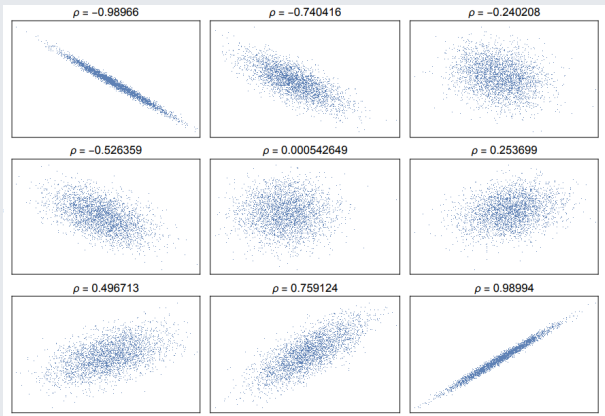 ρ = −0.98966
ρ = −0.740416
ρ = −0.240208
ρ = −0.526359
ρ = 0.000542649
ρ = 0.253699
ρ = 0.496713
ρ = 0.759124
ρ = 0.98994